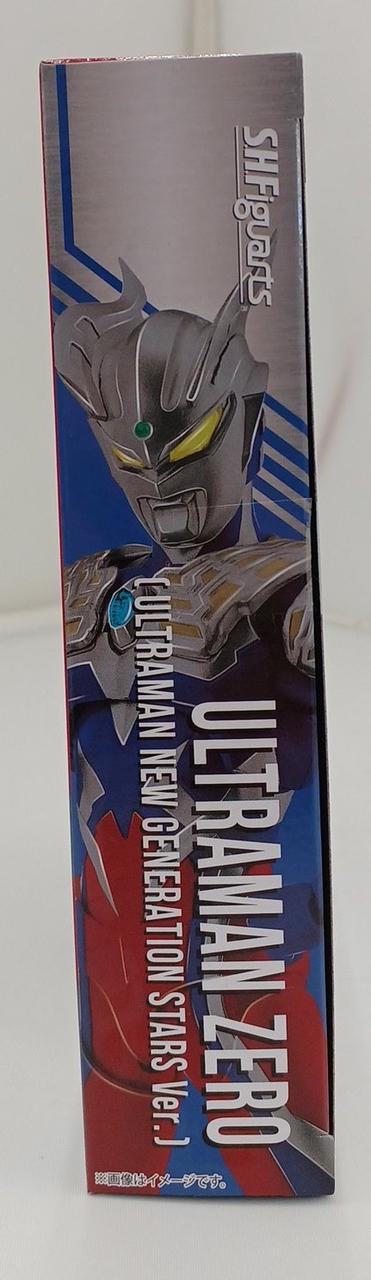 S.H.Figuarts
ULTRAMAN ZERO
[ULTRAMAN NEW GENERATION STARS Ver.]
※画像はイメージです。